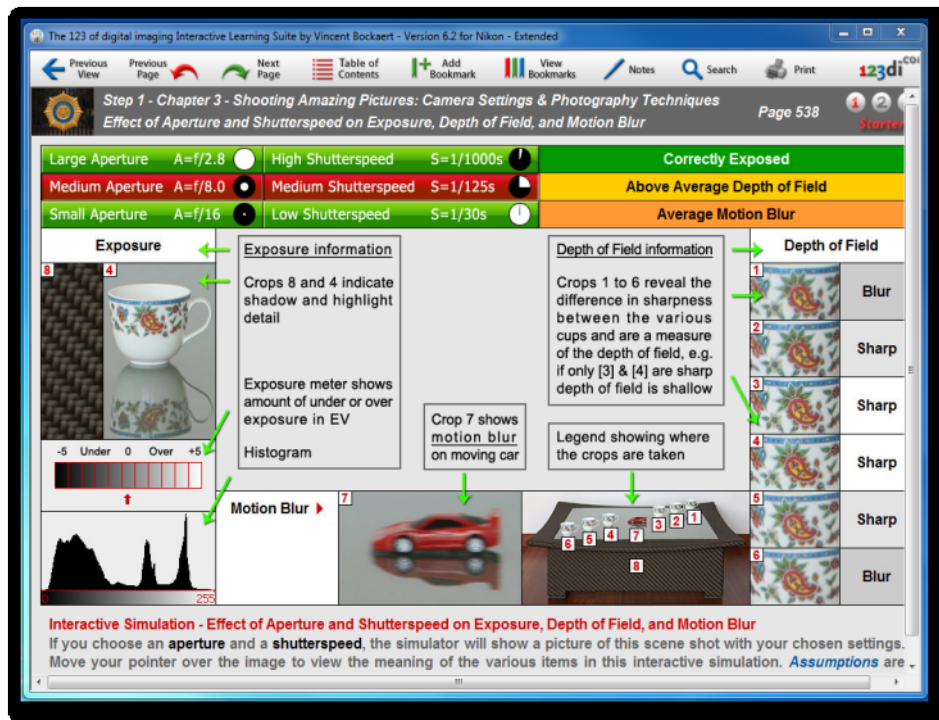 The 123 of digital imaging Interactive Learning Suite by Vincent Bockaert - Version 6.2 for Nikon - Extended
Previous View
Previous Page
Next Page
Table of Contents
Add Bookmark
View Bookmarks
Notes
Search
Print
123di
Step 1 - Chapter 3 - Shooting Amazing Pictures: Camera Settings & Photography Techniques
Effect of Aperture and Shutterspeed on Exposure, Depth of Field, and Motion Blur
Page 538
1 2
Large Aperture A=f/2.8 High Shutterspeed S=1/1000s Correctly Exposed
Medium Aperture A=f/8.0 Medium Shutterspeed S=1/125s Above Average Depth of Field
Small Aperture A=f/16 Low Shutterspeed S=1/30s Average Motion Blur
Exposure
8 4
-5 Under 0 Over +5
0 255
Exposure information
Crops 8 and 4 indicate
shadow and highlight
detail
Exposure meter shows
amount of under or over
exposure in EV
Histogram
Crop 7 shows
motion blur
on moving car
Depth of Field information
Crops 1 to 6 reveal the
difference in sharpness
between the various
cups and are a measure
of the depth of field, e.g.
if only [3] & [4] are sharp
depth of field is shallow
Legend showing where
the crops are taken
Depth of Field
1 Blur
2 Sharp
3 Sharp
4 Sharp
5 Sharp
6 Blur
Motion Blur
7
6 5 4 7 3 2 1
8
Interactive Simulation - Effect of Aperture and Shutterspeed on Exposure, Depth of Field, and Motion Blur
If you choose an aperture and a shutterspeed, the simulator will show a picture of this scene shot with your chosen settings.
Move your pointer over the image to view the meaning of the various items in this interactive simulation. Assumptions are